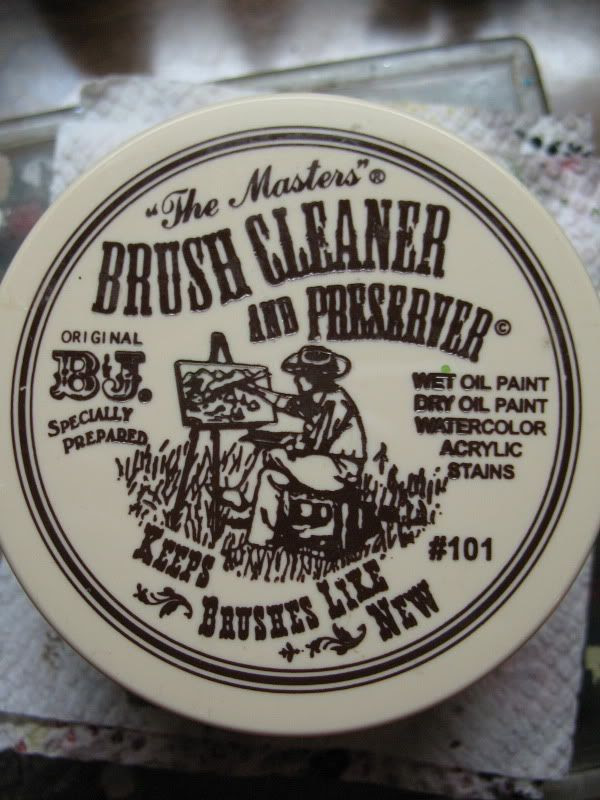 "The Masters"®
BRUSH CLEANER
AND PRESERVER©
ORIGINAL
B&J.
SPECIALLY
PREPARED
WET OIL PAINT
DRY OIL PAINT
WATERCOLOR
ACRYLIC
STAINS
#101
KEEPS
BRUSHES LIKE
NEW